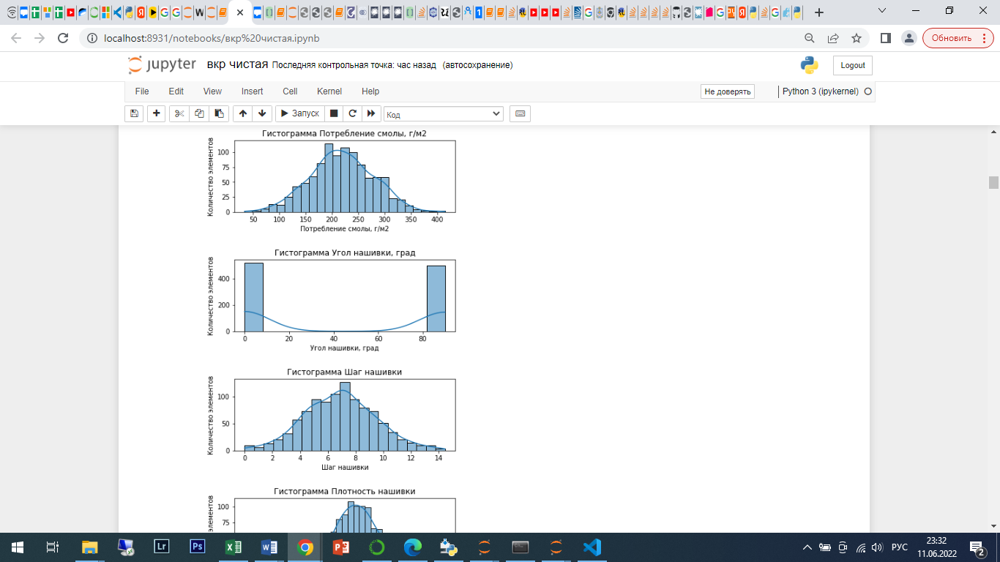 localhost:8931/notebooks/вкр%20чистая.ipynb
Обновить
jupyter вкр чистая Последняя контрольная точка: час назад (автосохранение)
Logout
File Edit View Insert Cell Kernel Help
Не доверять
Python 3 (ipykernel)
Запуск
Код
Гистограмма Потребление смолы, г/м2
Количество элементов
100
75
50
25
0
50 100 150 200 250 300 350 400
Потребление смолы, г/м2
Гистограмма Угол нашивки, град
Количество элементов
400
200
0
0 20 40 60 80
Угол нашивки, град
Гистограмма Шаг нашивки
Количество элементов
100
50
0
0 2 4 6 8 10 12 14
Шаг нашивки
Гистограмма Плотность нашивки
элементов
100
75
Lr
Ps
РУС
23:32
11.06.2022
2